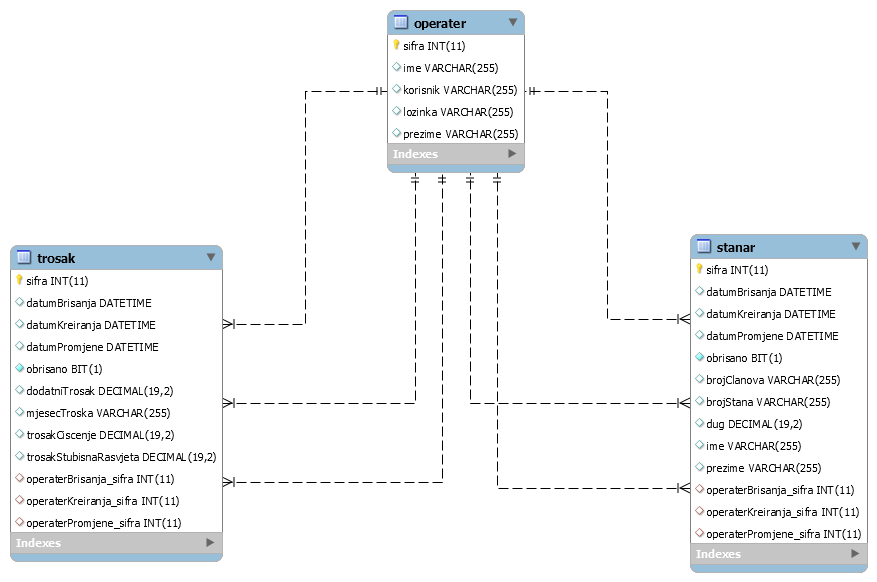 operater
sifra INT(11)
ime VARCHAR(255)
korisnik VARCHAR(255)
lozinka VARCHAR(255)
prezime VARCHAR(255)
Indexes
trosak
sifra INT(11)
datumBrisanja DATETIME
datumKreiranja DATETIME
datumPromjene DATETIME
obrisano BIT(1)
dodatniTrosak DECIMAL(19,2)
mjesecTroska VARCHAR(255)
trosakCiscenje DECIMAL(19,2)
trosakStubisnaRasvjeta DECIMAL(19,2)
operaterBrisanja_sifra INT(11)
operaterKreiranja_sifra INT(11)
operaterPromjene_sifra INT(11)
Indexes
stanar
sifra INT(11)
datumBrisanja DATETIME
datumKreiranja DATETIME
datumPromjene DATETIME
obrisano BIT(1)
brojClanova VARCHAR(255)
brojStana VARCHAR(255)
dug DECIMAL(19,2)
ime VARCHAR(255)
prezime VARCHAR(255)
operaterBrisanja_sifra INT(11)
operaterKreiranja_sifra INT(11)
operaterPromjene_sifra INT(11)
Indexes